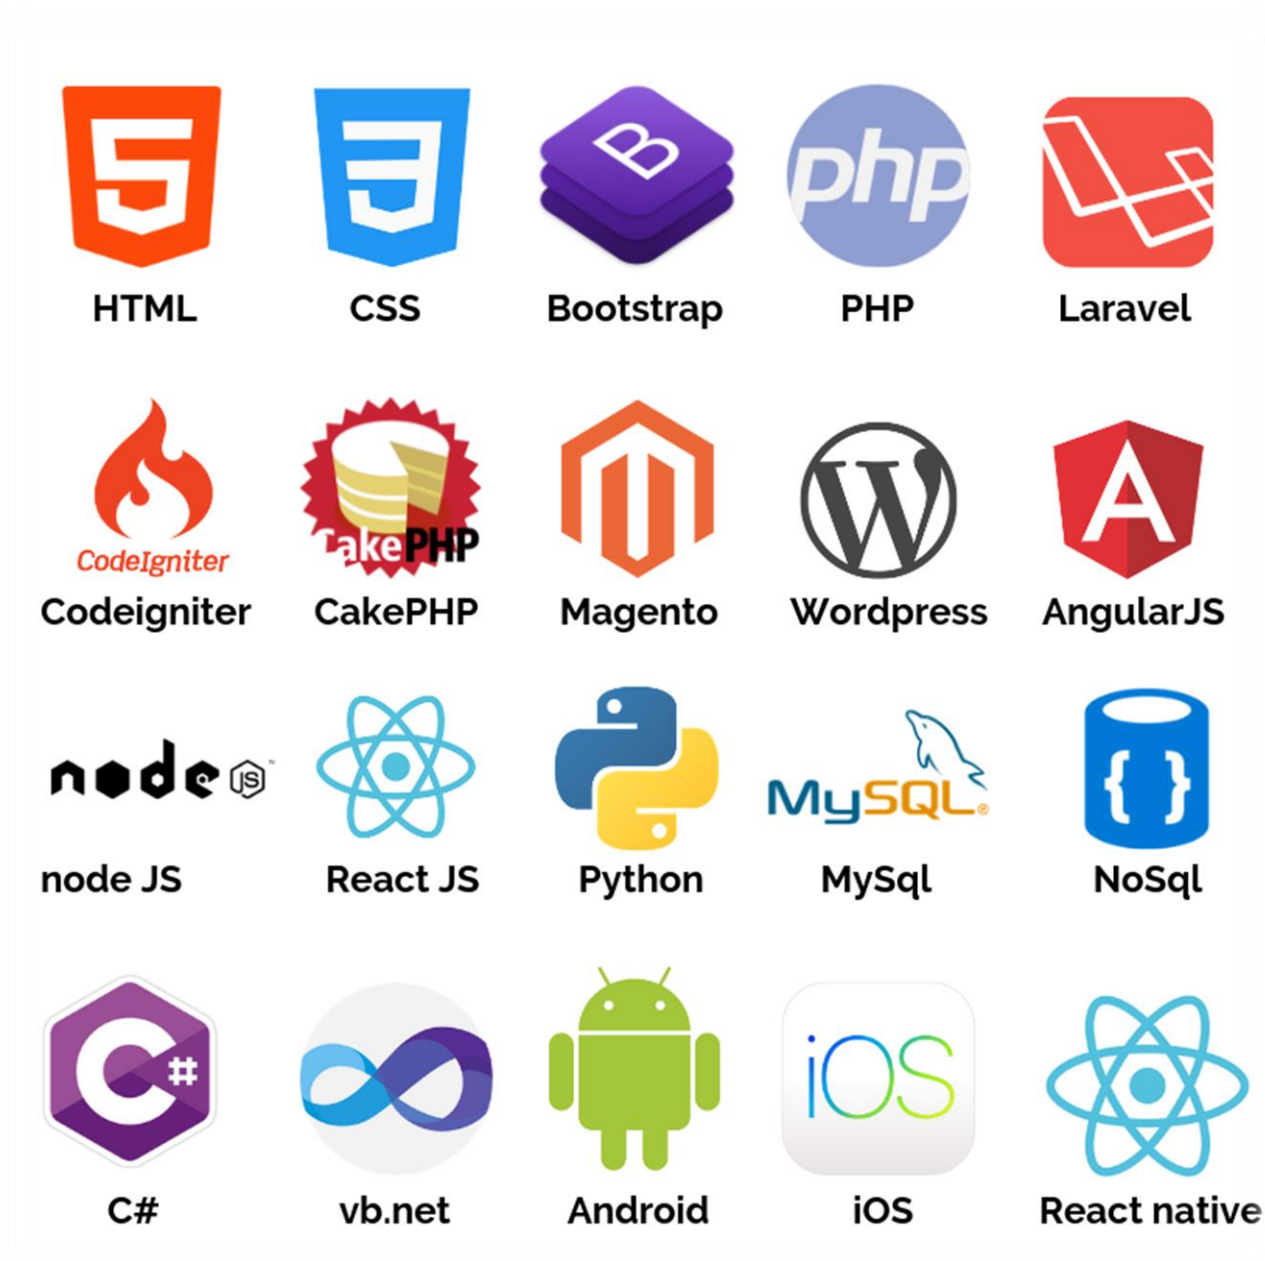 5 3 B php
HTML CSS Bootstrap PHP Laravel
CodeIgniter CakePHP W A
Codeigniter CakePHP Magento Wordpress AngularJS
node JS ™ MySQL® { }
node JS React JS Python MySql NoSql
C# iOS
C# vb.net Android iOS React native